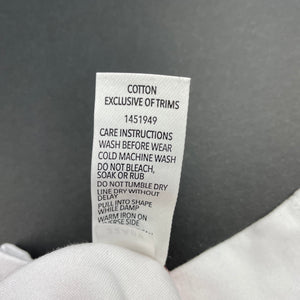 COTTON
EXCLUSIVE OF TRIMS
1451949
CARE INSTRUCTIONS
WASH BEFORE WEAR
COLD MACHINE WASH
DO NOT BLEACH,
SOAK OR RUB
DO NOT TUMBLE DRY
LINE DRY WITHOUT
DELAY
PULL INTO SHAPE
WHILE DAMP
WARM IRON ON
REVERSE SIDE